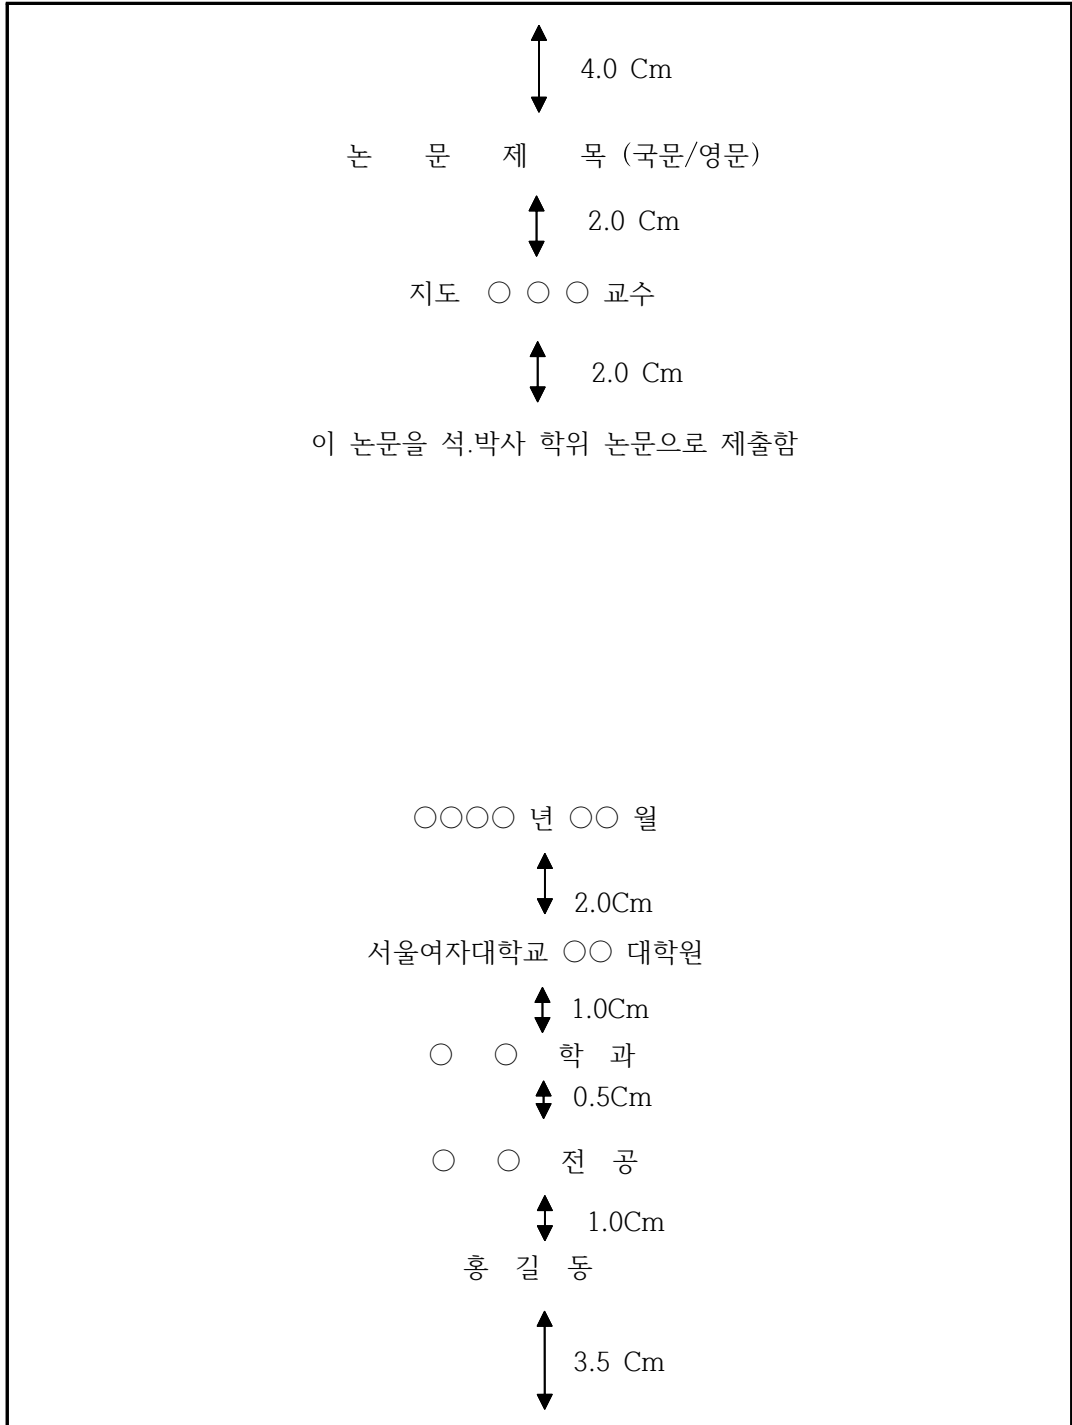 4.0 Cm
논 문 제 목 (국문/영문)
2.0 Cm
지도 ○ ○ ○ 교수
2.0 Cm
이 논문을 석.박사 학위 논문으로 제출함
○○○○ 년 ○○ 월
2.0Cm
서울여자대학교 ○○ 대학원
1.0Cm
○ ○ 학 과
0.5Cm
○ ○ 전 공
1.0Cm
홍 길 동
3.5 Cm